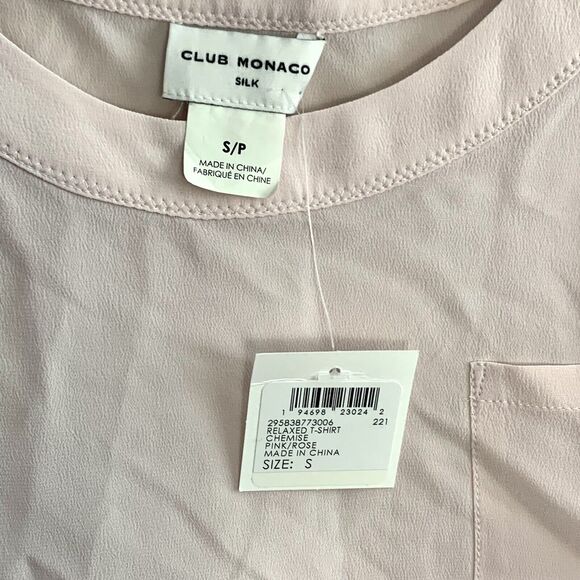 CLUB MONACO
SILK
S/P
MADE IN CHINA/
FABRIQUÉ EN CHINE
1 94698 23024 2
295838773006 221
RELAXED T-SHIRT
CHEMISE
PINK/ROSE
MADE IN CHINA
SIZE: S